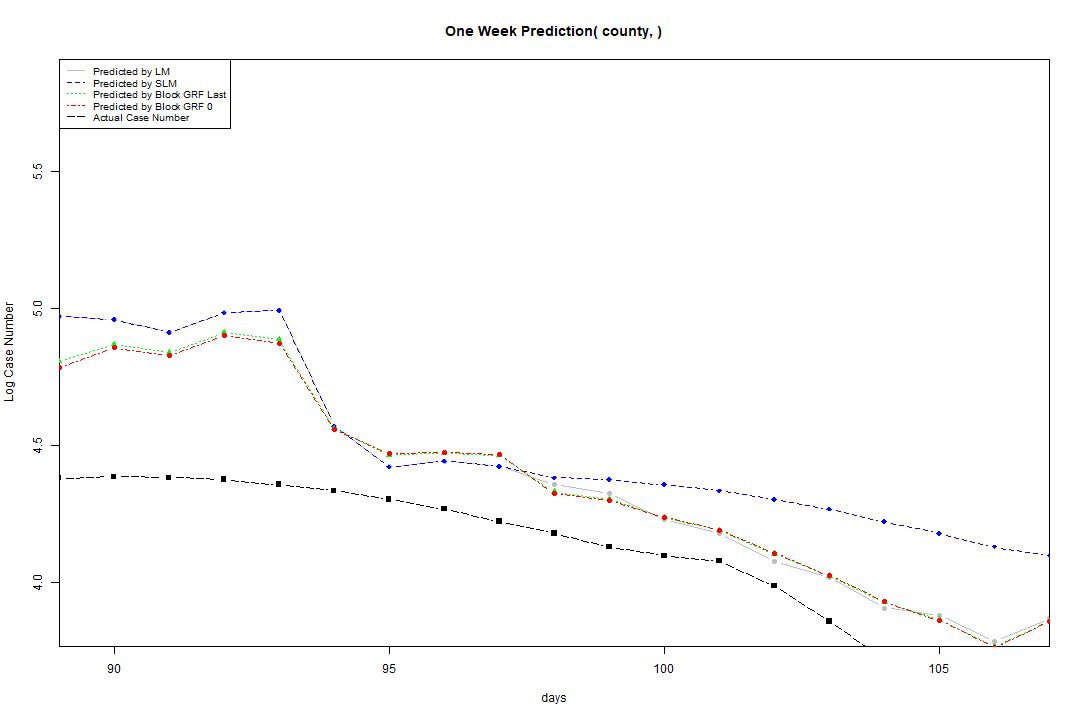 One Week Prediction( county, )
Predicted by LM
Predicted by SLM
Predicted by Block GRF Last
Predicted by Block GRF 0
Actual Case Number
Log Case Number
5.5
5.0
4.5
4.0
90
95
100
105
days